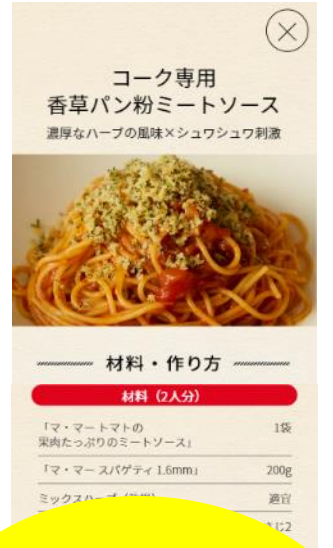 コーク専用
香草パン粉ミートソース
濃厚なハーブの風味×シュワシュワ刺激
材料・作り方
材料（2人分）
「マ・マー トマトの
果肉たっぷりのミートソース」 1袋
「マ・マー スパゲティ 1.6mm」 200g
ミックスハーブ 適宜